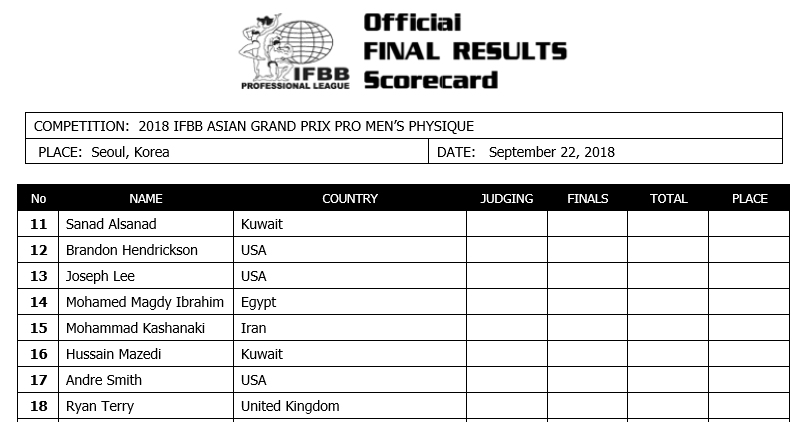 Official
FINAL RESULTS
Scorecard
IFBB
PROFESSIONAL LEAGUE
COMPETITION: 2018 IFBB ASIAN GRAND PRIX PRO MEN'S PHYSIQUE
PLACE: Seoul, Korea DATE: September 22, 2018
No NAME COUNTRY JUDGING FINALS TOTAL PLACE
11 Sanad Alsanad Kuwait
12 Brandon Hendrickson USA
13 Joseph Lee USA
14 Mohamed Magdy Ibrahim Egypt
15 Mohammad Kashanaki Iran
16 Hussain Mazedi Kuwait
17 Andre Smith USA
18 Ryan Terry United Kingdom